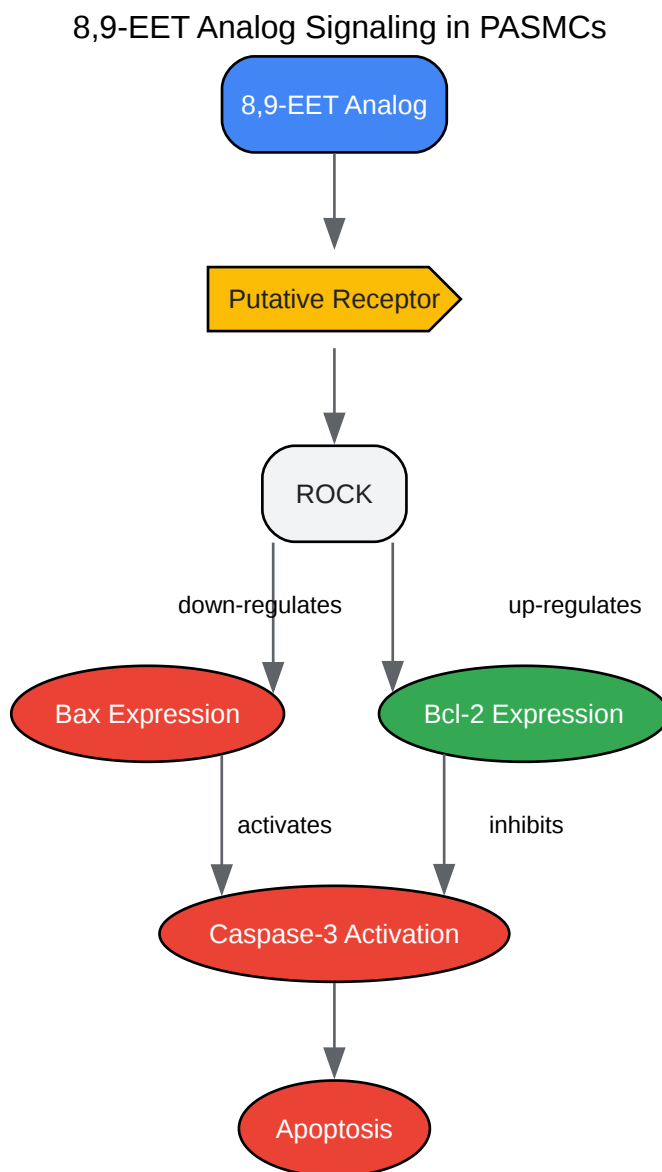 8,9-EET Analog Signaling in PASMCs
8,9-EET Analog
Putative Receptor
ROCK
down-regulates
up-regulates
Bax Expression
Bcl-2 Expression
activates
inhibits
Caspase-3 Activation
Apoptosis